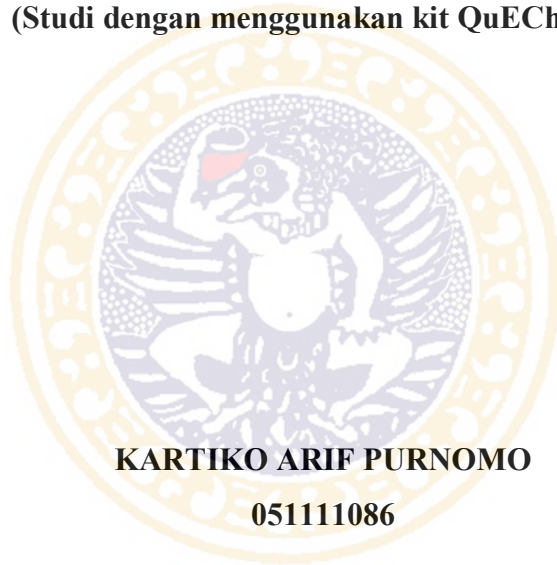 (Studi dengan menggunakan kit QuECh
KARTIKO ARIF PURNOMO
051111086